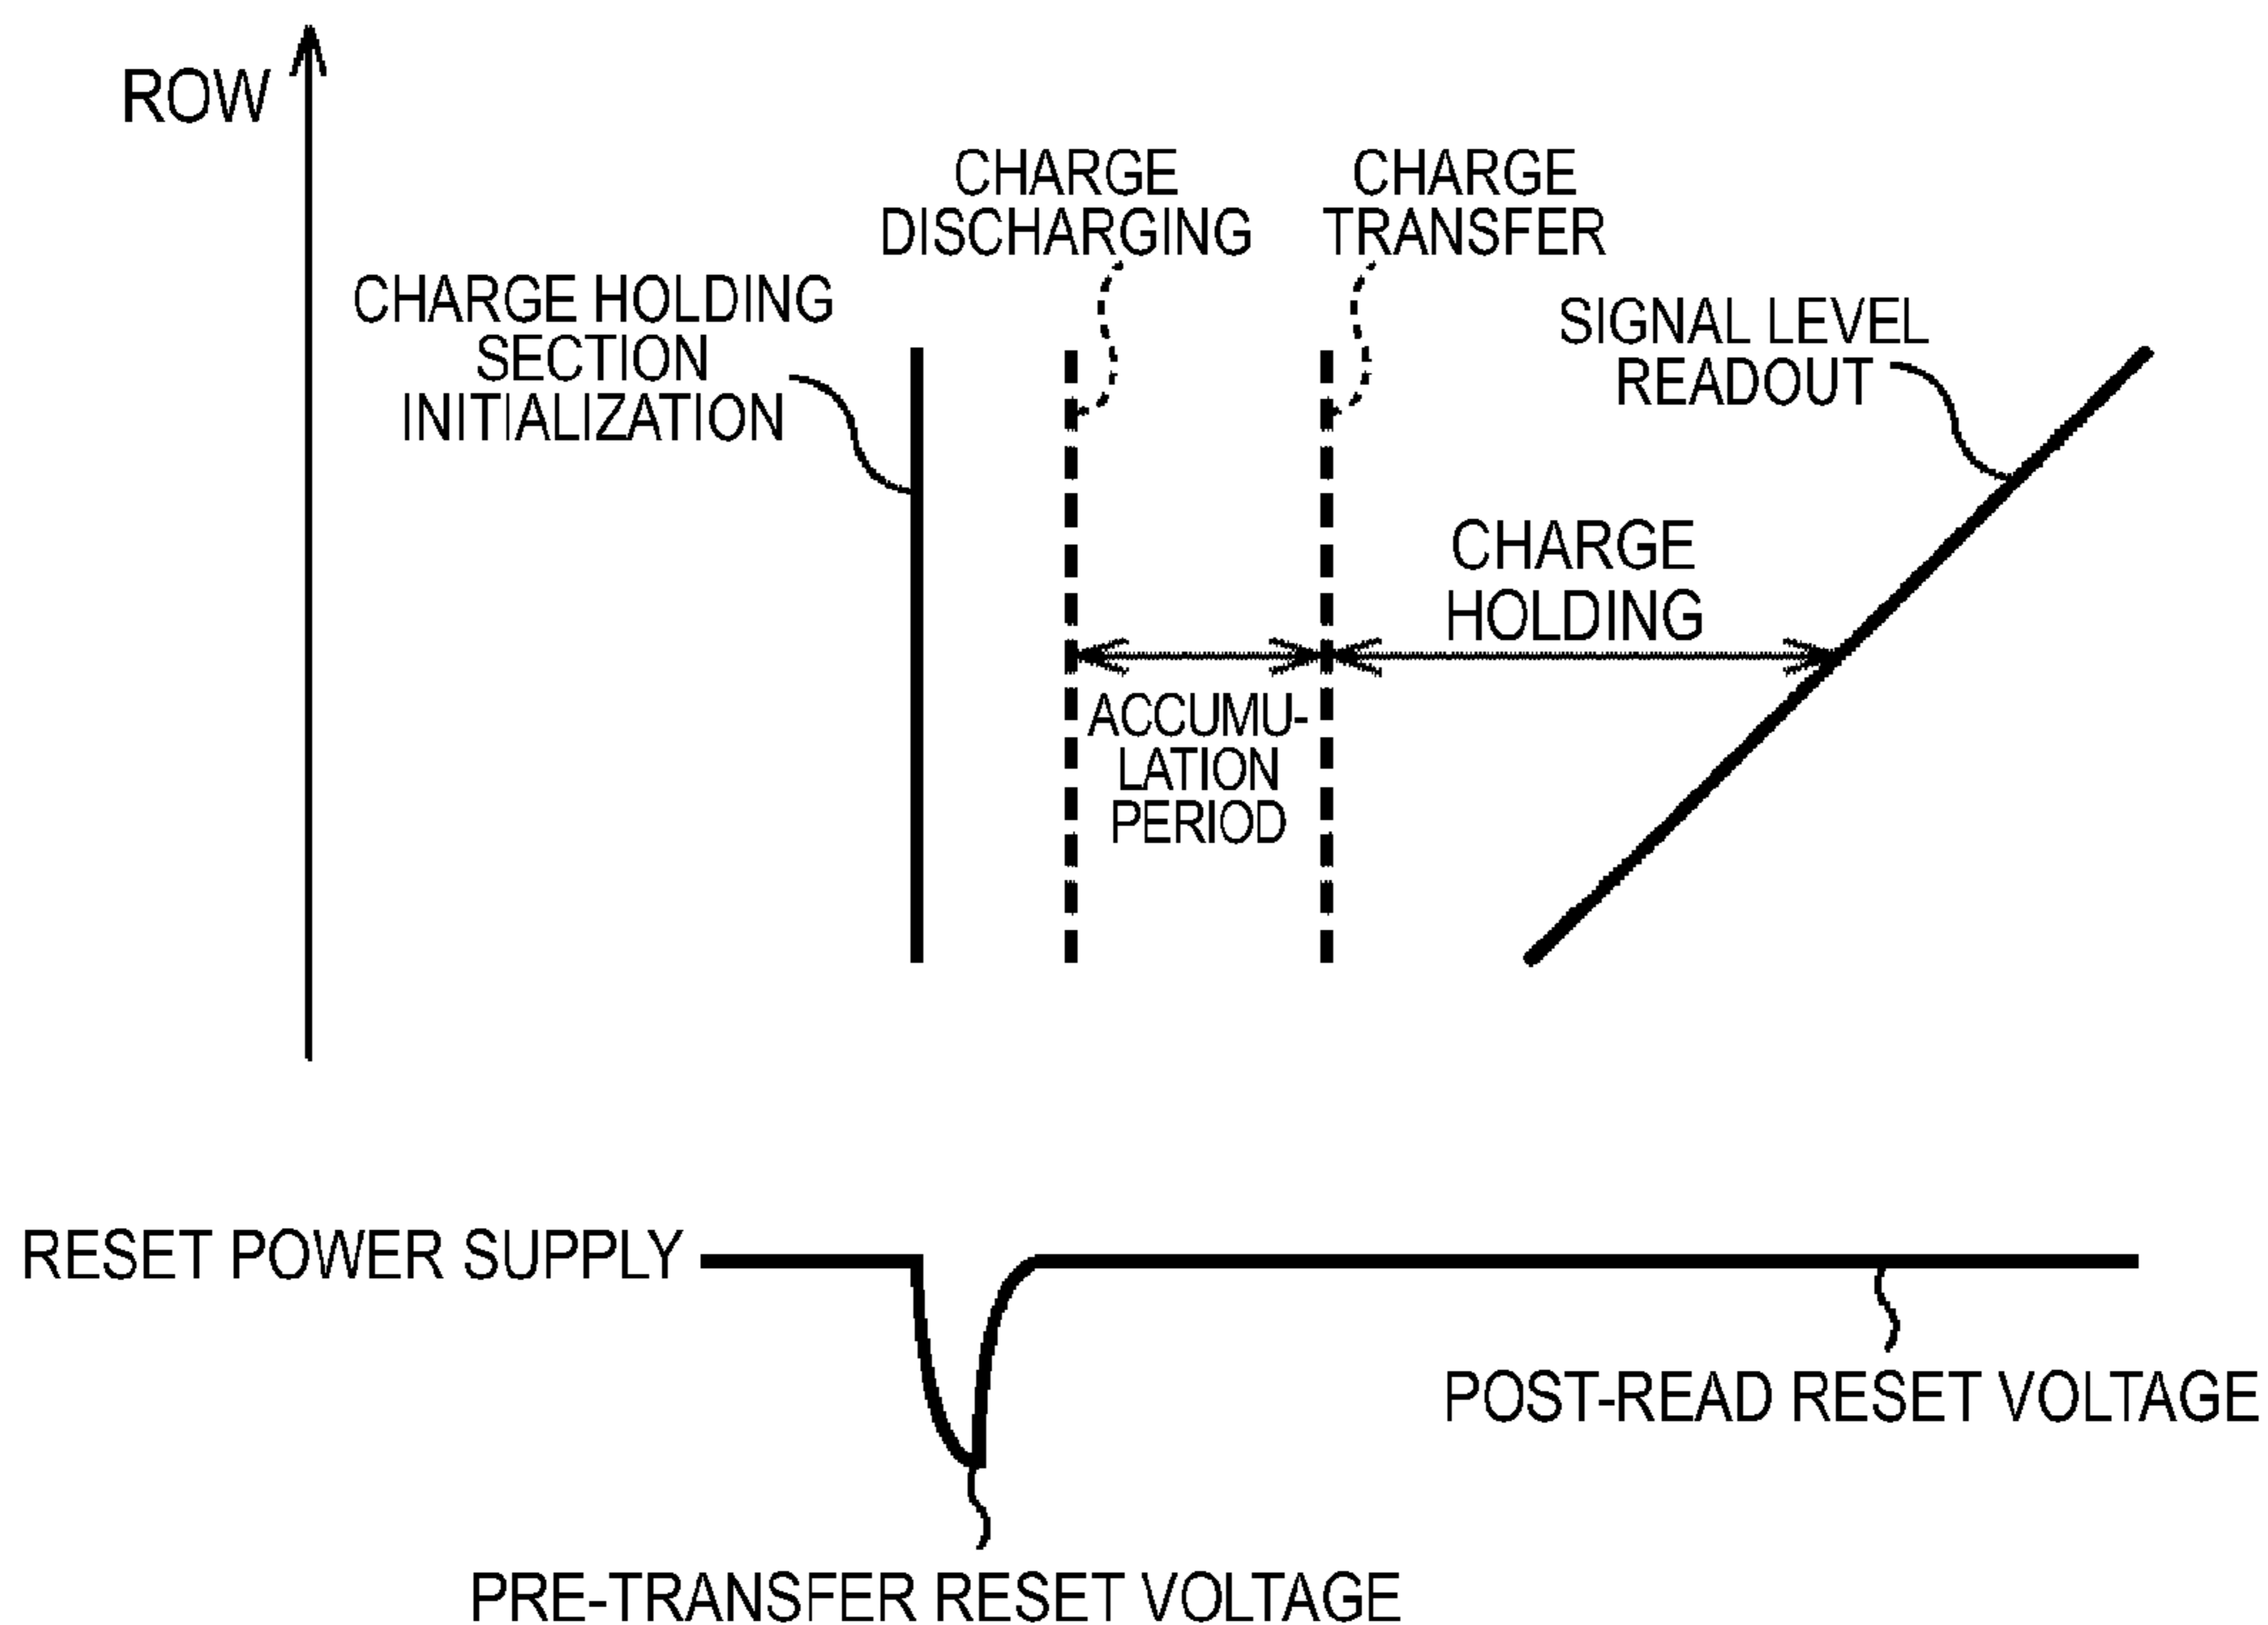 ROW
CHARGE
DISCHARGING
CHARGE
TRANSFER
CHARGE HOLDING
SECTION
INITIALIZATION
SIGNAL LEVEL
READOUT
CHARGE
HOLDING
ACCUMU-
LATION
PERIOD
RESET POWER SUPPLY
POST-READ RESET VOLTAGE
PRE-TRANSFER RESET VOLTAGE